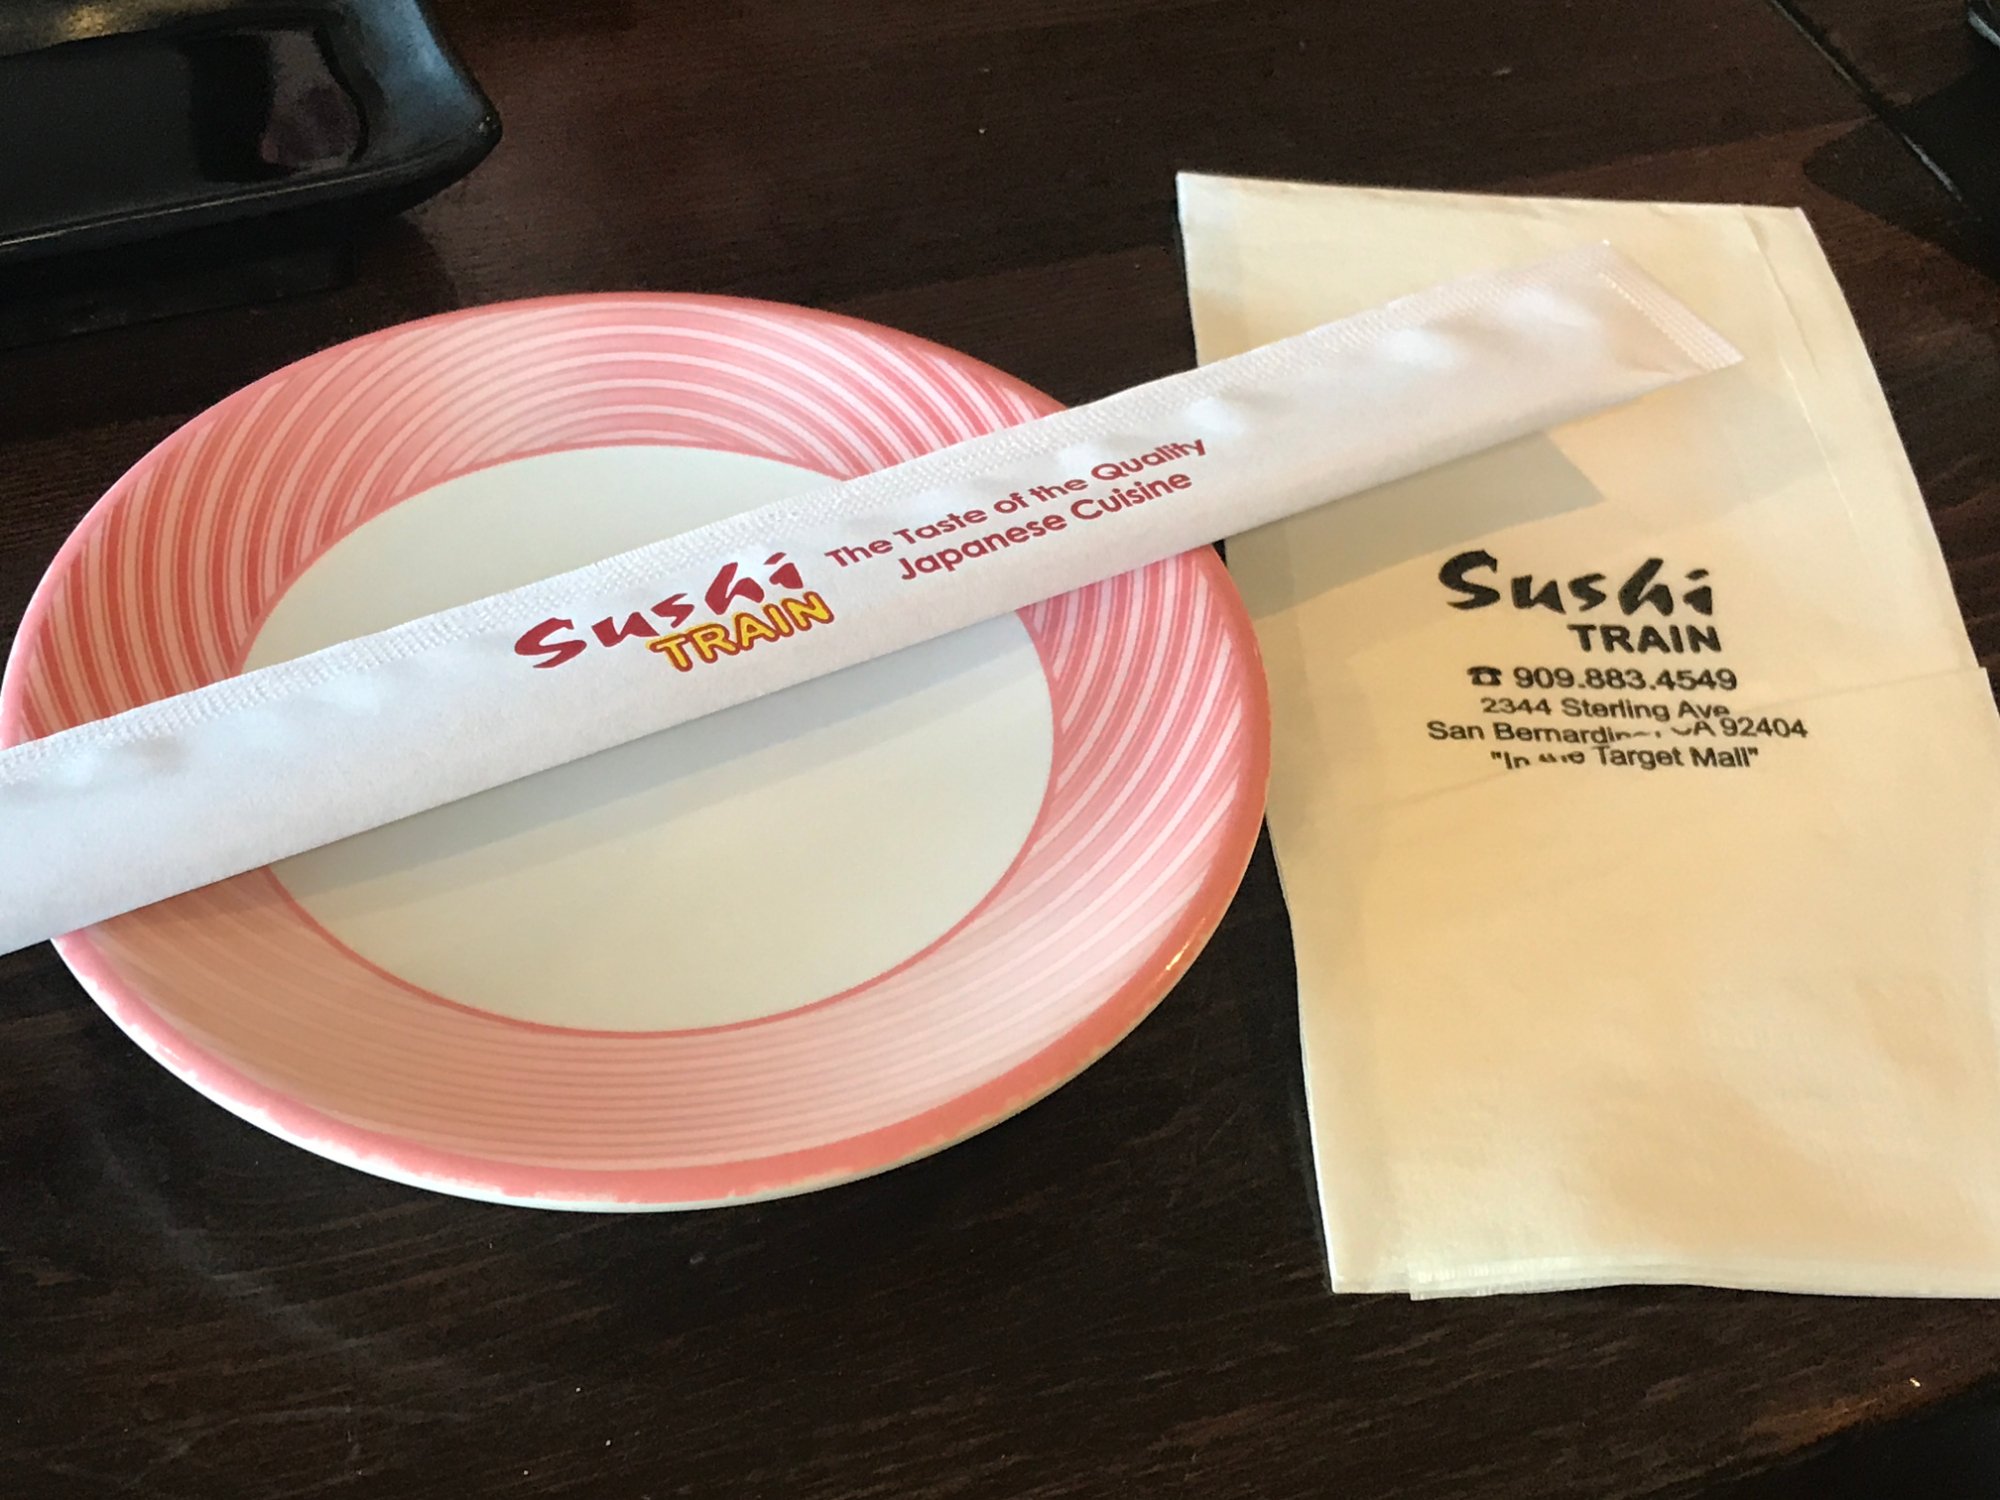 Sushi
TRAIN
The Taste of the Quality
Japanese Cuisine
Sushi
TRAIN
☎ 909.883.4549
2344 Sterling Ave
San Bernardino, CA 92404
"In the Target Mall"